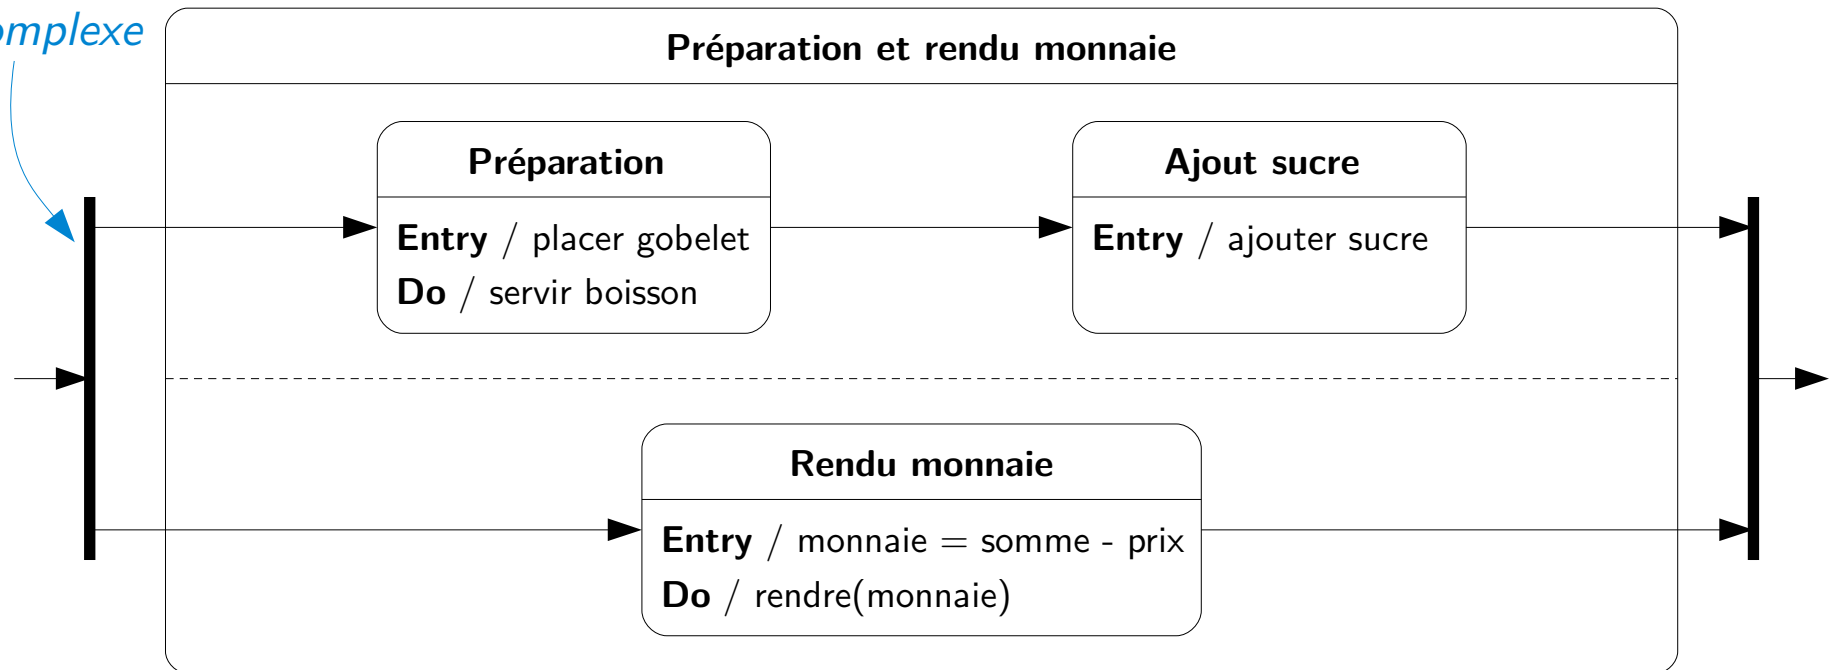 omplexe
Préparation et rendu monnaie
Préparation
Entry / placer gobelet
Do / servir boisson
Ajout sucre
Entry / ajouter sucre
Rendu monnaie
Entry / monnaie = somme - prix
Do / rendre(monnaie)